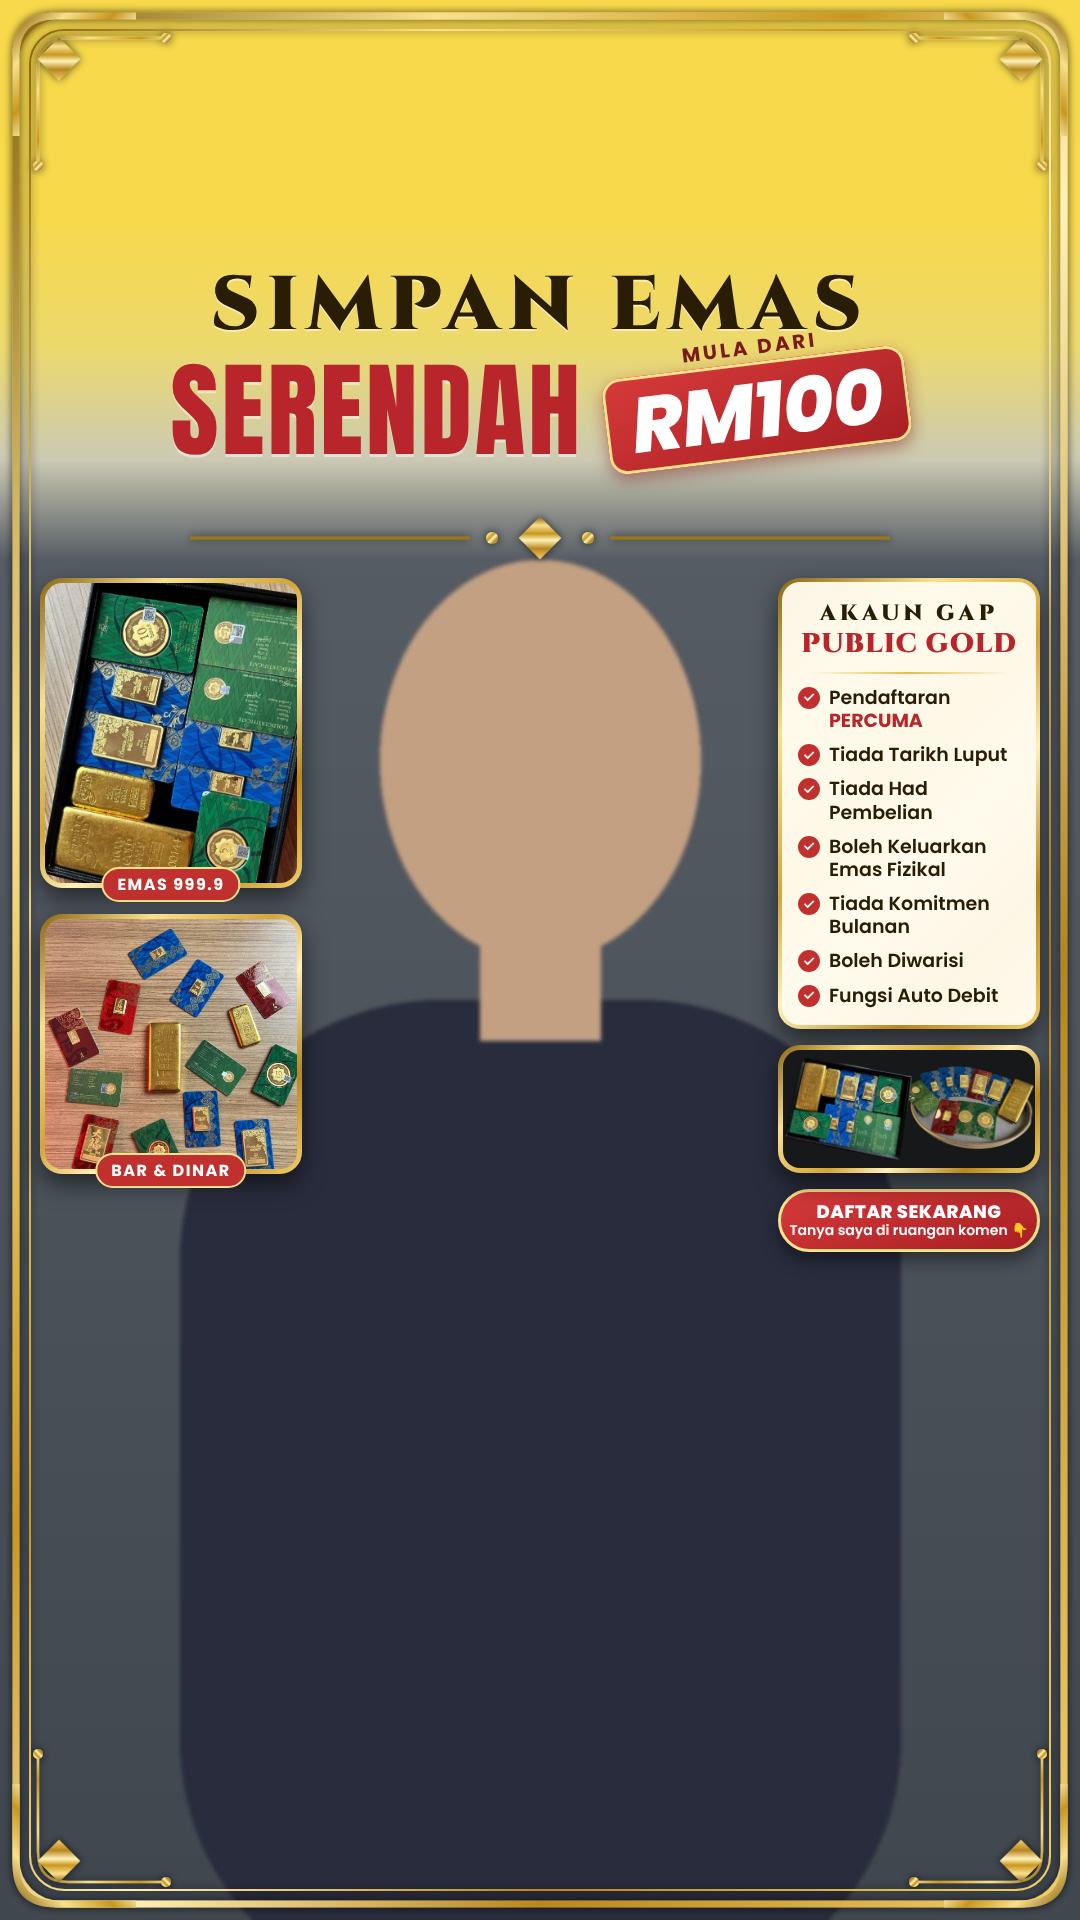 SIMPAN EMAS
SERENDAH
MULA DARI
RM100
EMAS 999.9
BAR & DINAR
AKAUN GAP
PUBLIC GOLD
Pendaftaran
PERCUMA
Tiada Tarikh Luput
Tiada Had
Pembelian
Boleh Keluarkan
Emas Fizikal
Tiada Komitmen
Bulanan
Boleh Diwarisi
Fungsi Auto Debit
DAFTAR SEKARANG
Tanya saya di ruangan komen 👇